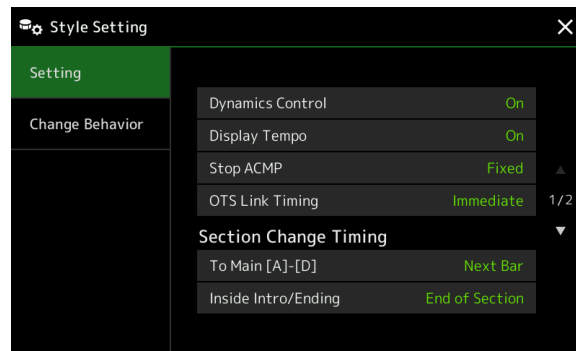 Style Setting
Setting
Change Behavior
Dynamics Control On
Display Tempo On
Stop ACMP Fixed
OTS Link Timing Immediate
1/2
Section Change Timing
To Main [A]-[D] Next Bar
Inside Intro/Ending End of Section